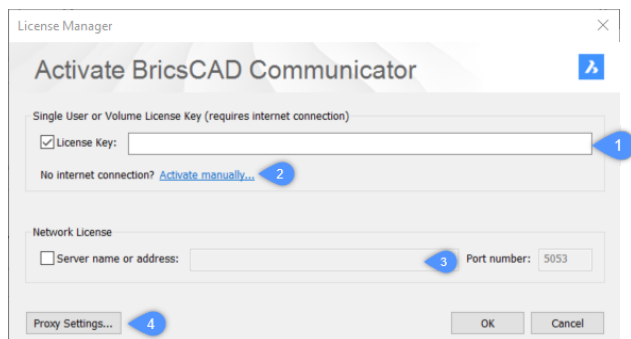 License Manager
Activate BricsCAD Communicator
Single User or Volume License Key (requires internet connection)
License Key:
1
No internet connection? Activate manually... 2
Network License
Server name or address: 3 Port number: 5053
Proxy Settings... 4 OK Cancel